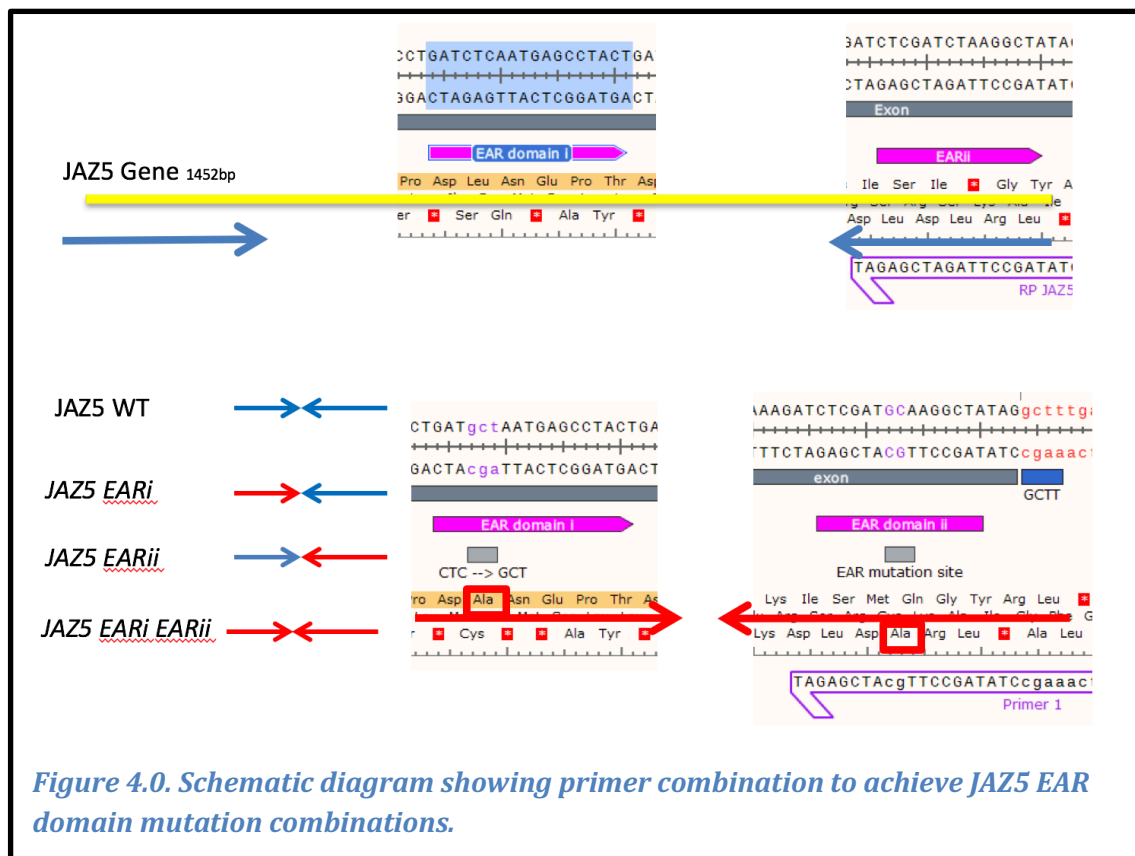 CCTGATCTCAATGAGCCTACTGA
GGACTAGAGTTACTCGGATGACT
EAR domain i
Pro Asp Leu Asn Glu Pro Thr Asp
Ser Gln * Ala Tyr *
GATCTCGATCTAAGGCTATA
CTAGAGCTAGATTCCGATAT
Exon
EARii
Ile Ser Ile * Gly Tyr
Asp Leu Asp Leu Arg Leu *
TAGAGCTAGATTCCGATAT
RP JAZ5
JAZ5 Gene 1452bp
JAZ5 WT
JAZ5 EARi
JAZ5 EARii
JAZ5 EARi EARii
CTGATgctAATGAGCCTACTGA
GACTAcgaTTACTCGGATGACT
EAR domain i
CTC --> GCT
Asp Ala Asn Glu Pro Thr
* Cys * * Ala Tyr *
AAGATCTCGATGCAAGGCTATAGgctttga
TTCTAGAGCTACGTTCCGATATCcgaaact
exon
GCTT
EAR domain ii
EAR mutation site
Lys Ile Ser Met Gln Gly Tyr Arg Leu *
Lys Asp Leu Asp Ala Arg Leu * Ala Leu
TAGAGCTAcgTTCCGATATCcgaaact
Primer 1
Figure 4.0. Schematic diagram showing primer combination to achieve JAZ5 EAR
domain mutation combinations.